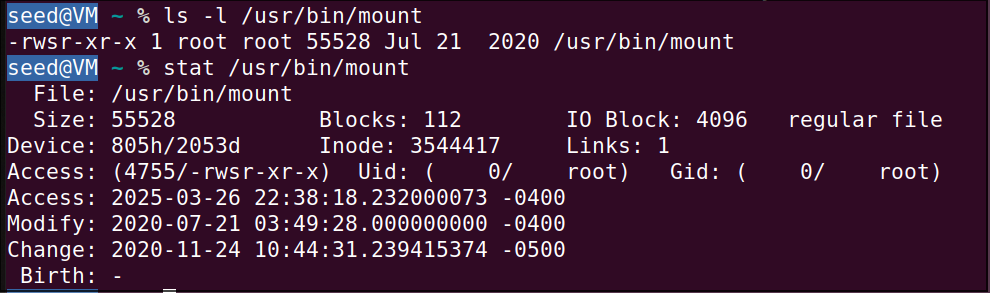 seed@VM ~ % ls -l /usr/bin/mount
-rwsr-xr-x 1 root root 55528 Jul 21  2020 /usr/bin/mount
seed@VM ~ % stat /usr/bin/mount
  File: /usr/bin/mount
  Size: 55528           Blocks: 112        IO Block: 4096   regular file
Device: 805h/2053d      Inode: 3544417     Links: 1
Access: (4755/-rwsr-xr-x)  Uid: (    0/    root)   Gid: (    0/    root)
Access: 2025-03-26 22:38:18.232000073 -0400
Modify: 2020-07-21 03:49:28.000000000 -0400
Change: 2020-11-24 10:44:31.239415374 -0500
 Birth: -